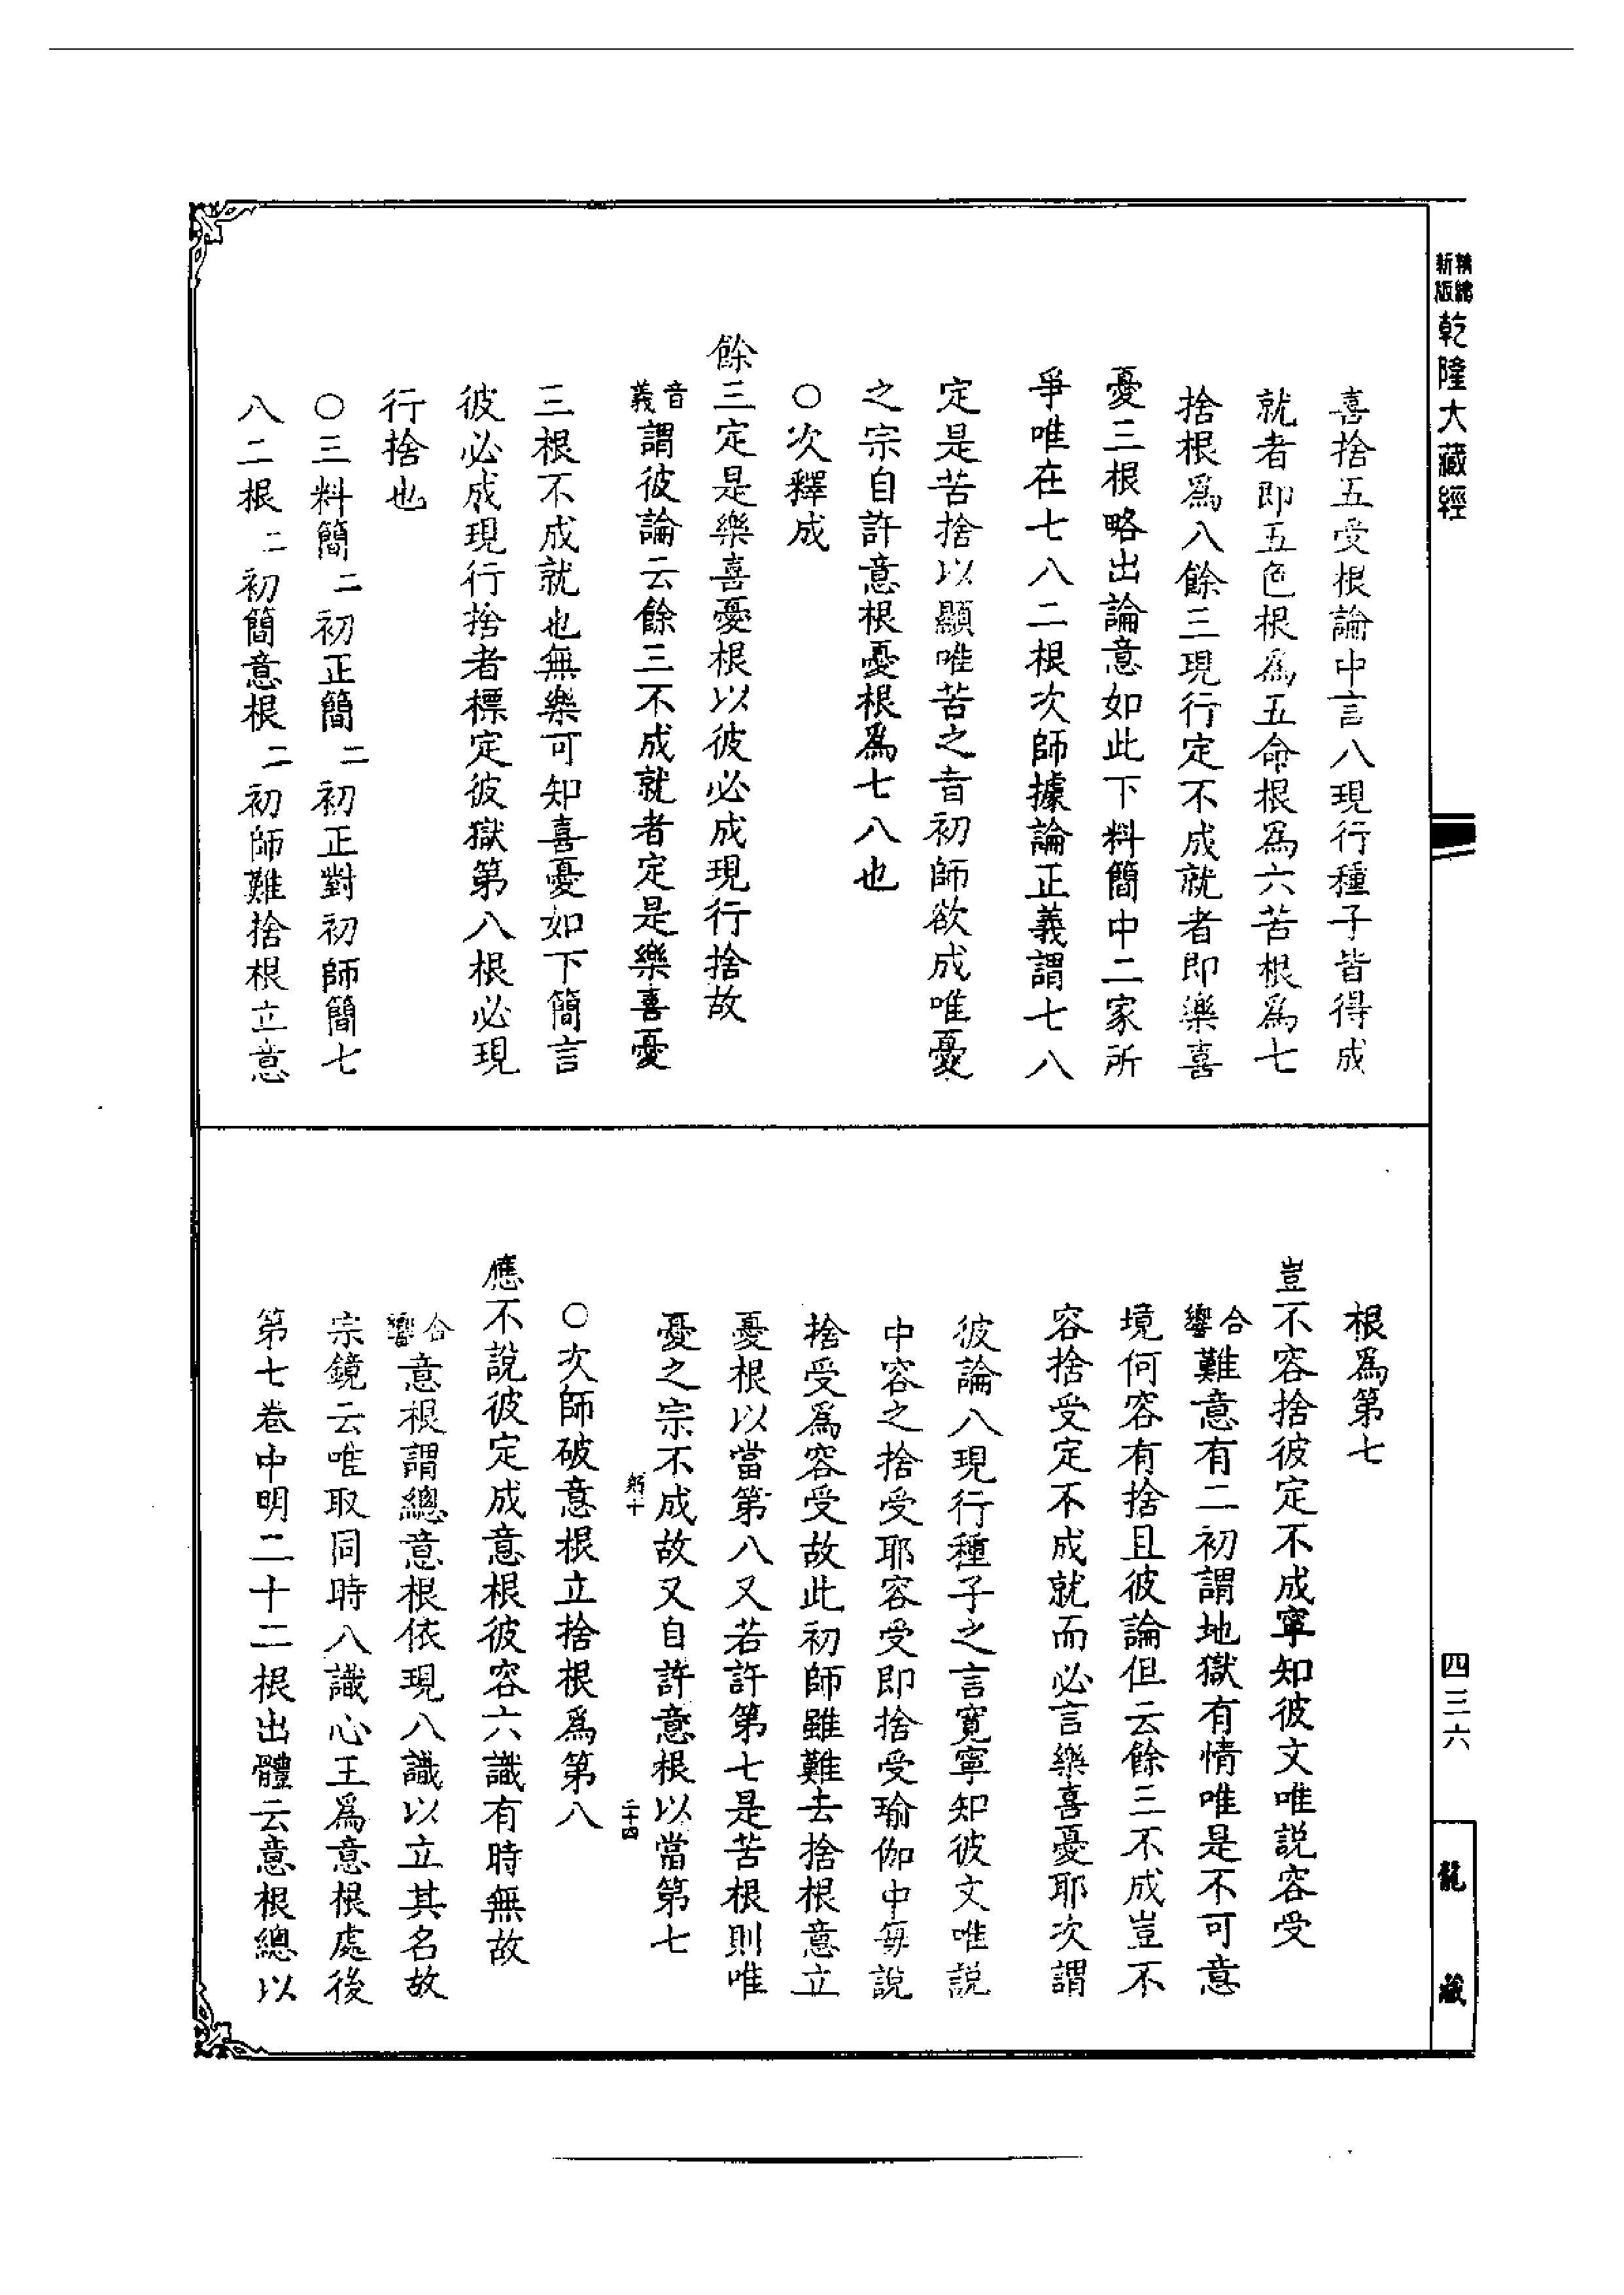 精縮新版乾隆大藏經
喜捨五受根論中言八現行種子皆得成
就者即五色根為五命根為六苦根為七
捨根為八餘三現行定不成就者即樂喜
憂三根略出論意如此下料簡中二家所
爭唯在七八二根次師據論正義謂七八
定是苦捨以顯唯苦之言初師欲成唯憂
之宗自許意根憂根為七八也
○次釋成
餘三定是樂喜憂根以彼必成現行捨故
音義謂彼論云餘三不成就者定是樂喜憂
三根不成就也無樂可知喜憂如下簡言
彼必成現行捨者標定彼獄第八根必現
行捨也
○三料簡二初正簡二初正對初師簡七
八二根二初簡意根二初師難捨根立意
根為第七
豈不容捨彼定不成寧知彼文唯說容受
合響難意有二初謂地獄有情唯是不可意
境何容有捨且彼論但云餘三不成豈不
容捨受定不成就而必言樂喜憂耶次謂
彼論八現行種子之言寬寧知彼文唯說
中容之捨受耶容受即捨受瑜伽中每說
捨受為容受故此初師雖難去捨根意立
憂根以當第八又若許第七是苦根則唯
憂之宗不成故又自許意根以當第七
○次師破意根立捨根為第八
應不說彼定成意根彼容六識有時無故
合響意根謂總意根依現八識以立其名故
宗鏡云唯取同時八識心王為意根處後
第七卷中明二十二根出體云意根總以
四三六
龍藏